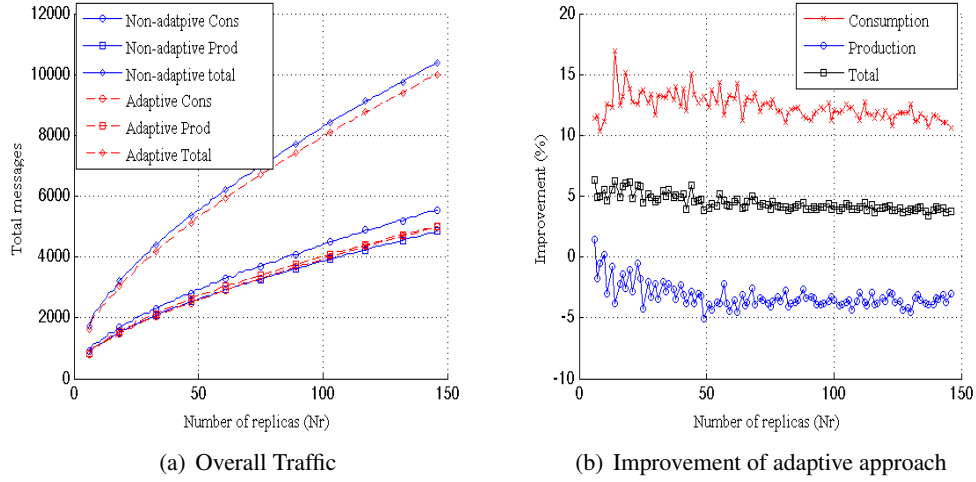 Non-adatpive Cons
Non-adaptive Prod
Non-adaptive total
Adaptive Cons
Adaptive Prod
Adaptive Total
12000
10000
8000
6000
4000
2000
0
Total messages
0
50
100
150
Number of replicas (Nr)
(a) Overall Traffic
Consumption
Production
Total
20
15
10
5
0
-5
-10
Improvement (%)
0
50
100
150
Number of replicas (Nr)
(b) Improvement of adaptive approach